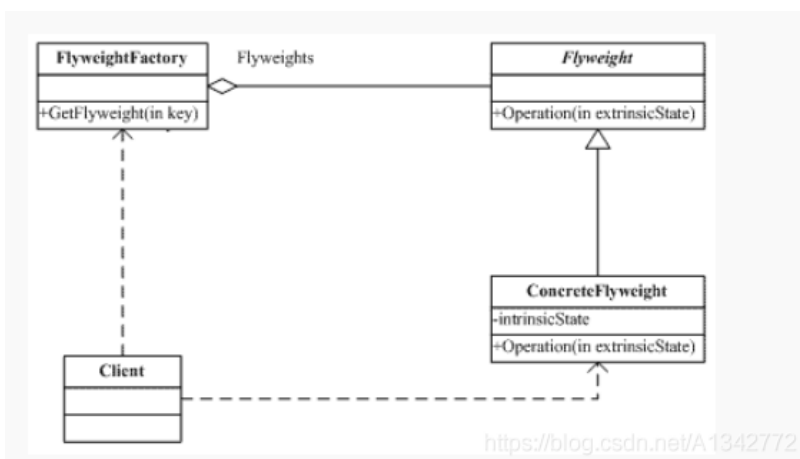 FlyweightFactory
Flyweights
Flyweight
+GetFlyweight(in key)
+Operation(in extrinsicState)
ConcreteFlyweight
-intrinsicState
+Operation(in extrinsicState)
Client
https://blog.csdn.net/A1342772